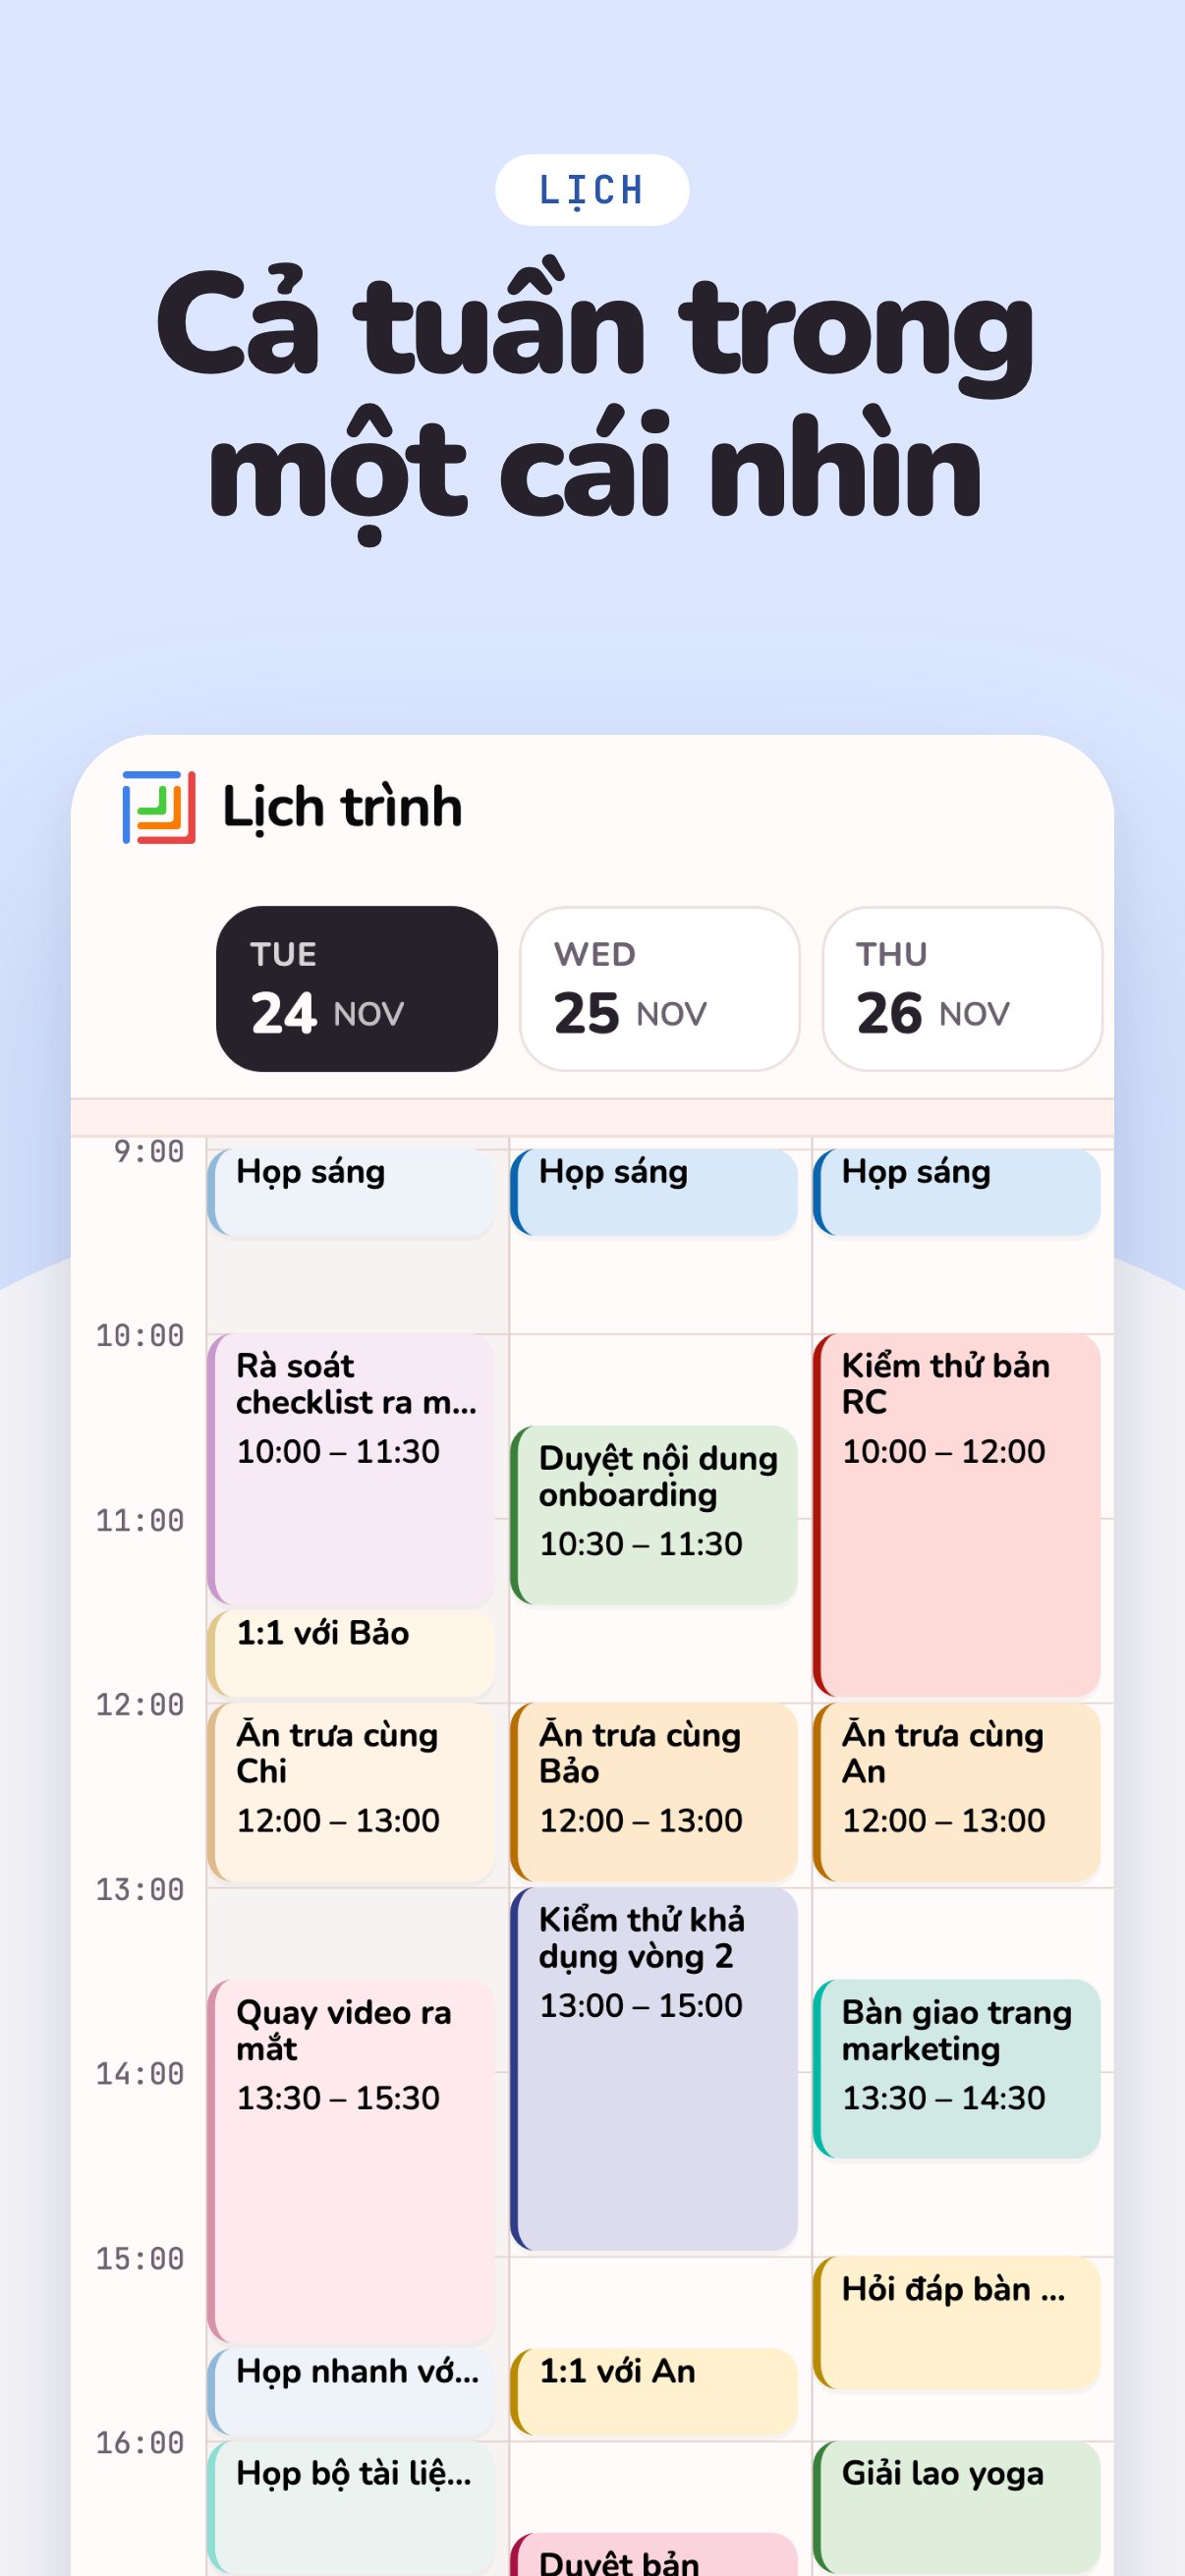 LỊCH
Cả tuần trong
một cái nhìn
Lịch trình
TUE
24 NOV
WED
25 NOV
THU
26 NOV
9:00
Họp sáng
Họp sáng
Họp sáng
10:00
Rà soát
checklist ra m...
10:00 – 11:30
Duyệt nội dung
onboarding
10:30 – 11:30
Kiểm thử bản
RC
10:00 – 12:00
11:00
1:1 với Bảo
12:00
Ăn trưa cùng
Chi
12:00 – 13:00
Ăn trưa cùng
Bảo
12:00 – 13:00
Ăn trưa cùng
An
12:00 – 13:00
13:00
Kiểm thử khả
dụng vòng 2
13:00 – 15:00
Quay video ra
mắt
13:30 – 15:30
Bàn giao trang
marketing
13:30 – 14:30
14:00
15:00
Hỏi đáp bàn ...
Họp nhanh vớ...
1:1 với An
16:00
Họp bộ tài liệ...
Giải lao yoga
Duyệt bản